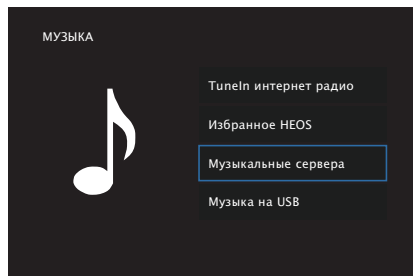 МУЗЫКА
TuneIn интернет радио
Избранное HEOS
Музыкальные сервера
Музыка на USB